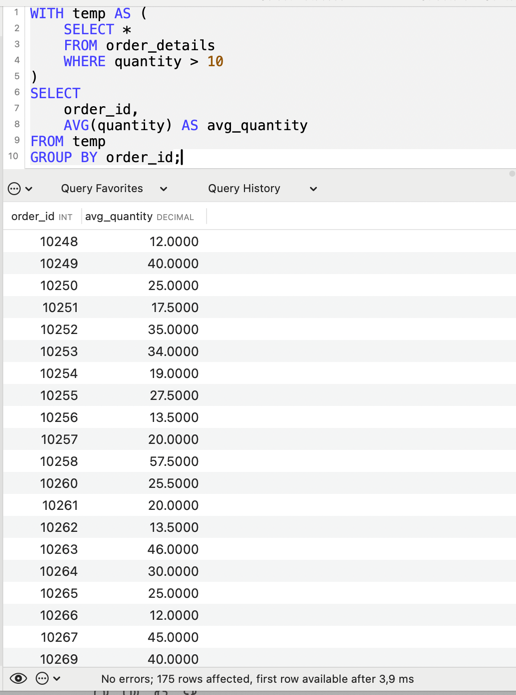 1 WITH temp AS (
2 SELECT *
3 FROM order_details
4 WHERE quantity > 10
5 )
6 SELECT
7 order_id,
8 AVG(quantity) AS avg_quantity
9 FROM temp
10 GROUP BY order_id;
Query Favorites Query History
order_id INT avg_quantity DECIMAL
10248 12.0000
10249 40.0000
10250 25.0000
10251 17.5000
10252 35.0000
10253 34.0000
10254 19.0000
10255 27.5000
10256 13.5000
10257 20.0000
10258 57.5000
10260 25.5000
10261 20.0000
10262 13.5000
10263 46.0000
10264 30.0000
10265 25.0000
10266 12.0000
10267 45.0000
10269 40.0000
No errors; 175 rows affected, first row available after 3,9 ms